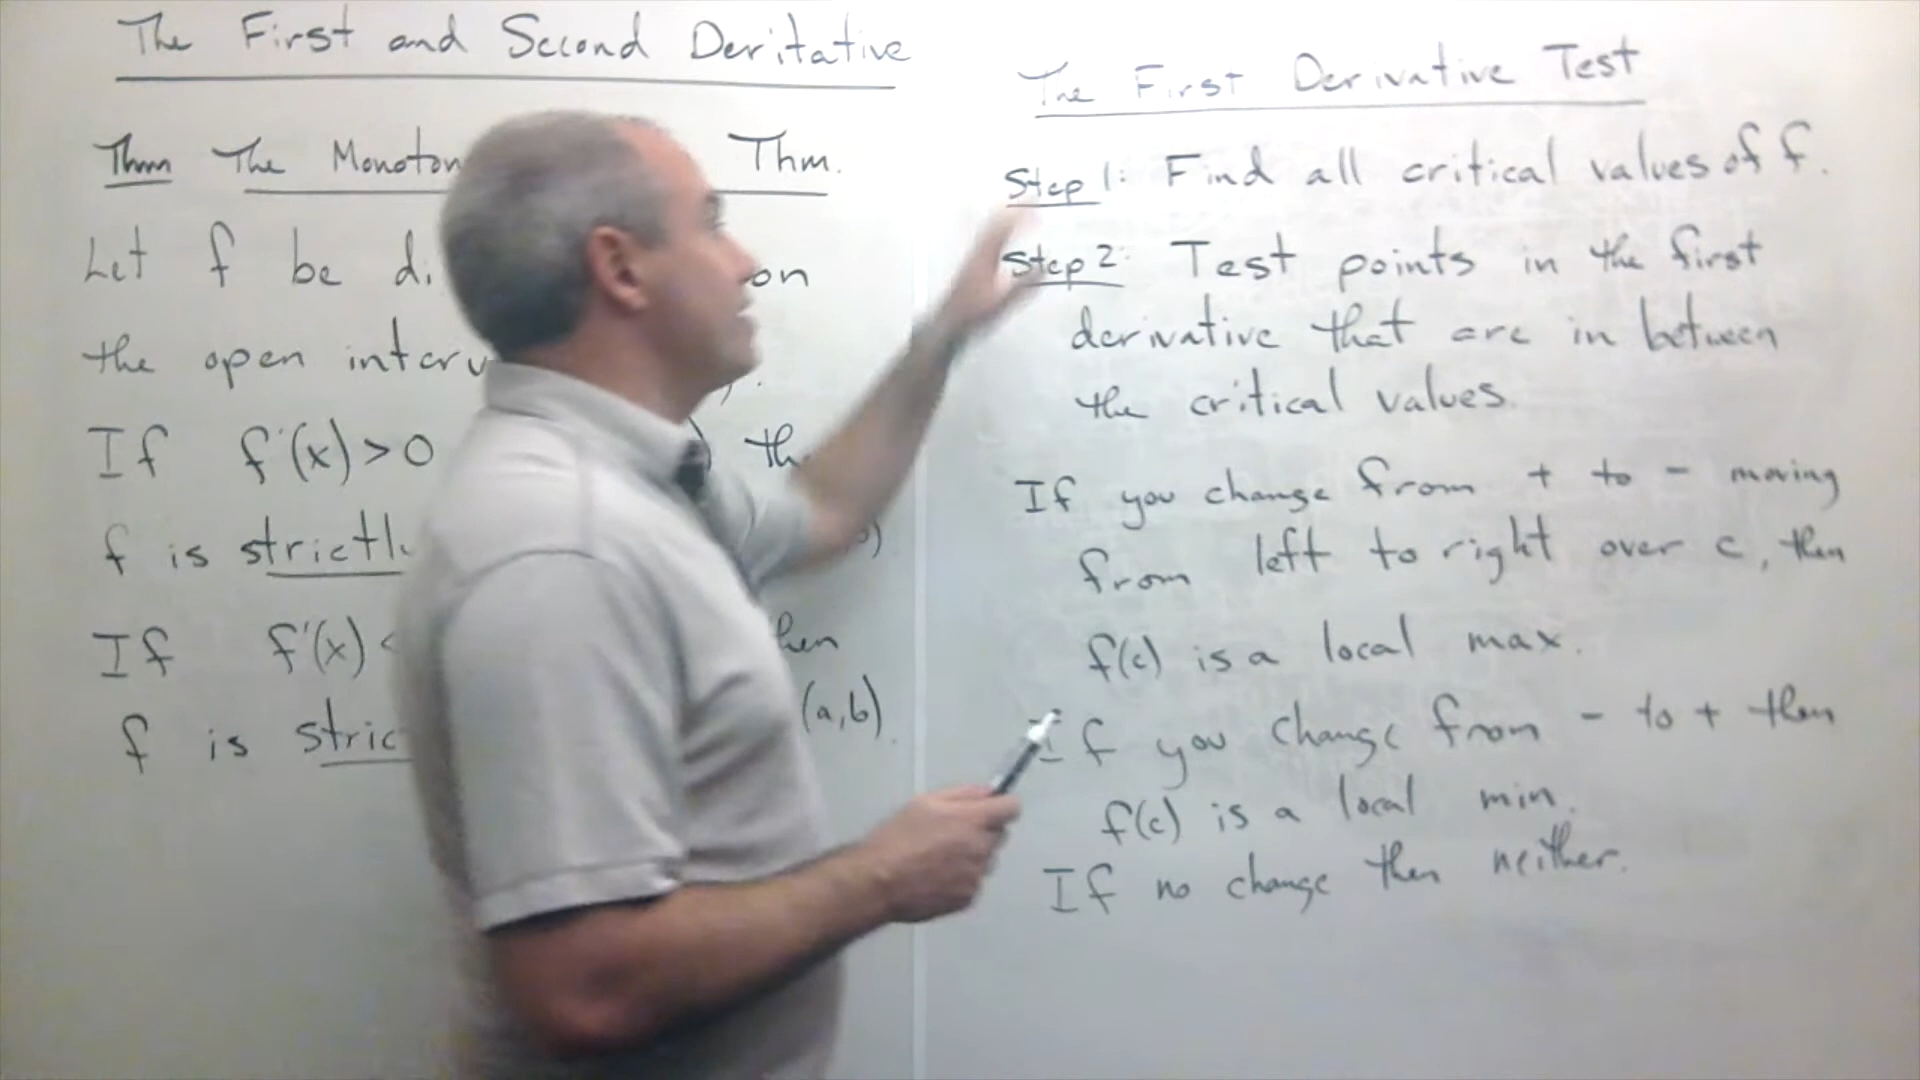 The First and Second Deritative
Thm The Monoton Thm.
Let f be di on
the open interv
If f'(x) > 0 th
f is strictl
If f'(x) < hen
f is stric (a,b).
The First Derivative Test
Step 1: Find all critical values of f.
Step 2: Test points in the first
derivative that are in between
the critical values.
If you change from + to - moving
from left to right over c, then
f(c) is a local max.
If you change from - to + then
f(c) is a local min.
If no change then neither.